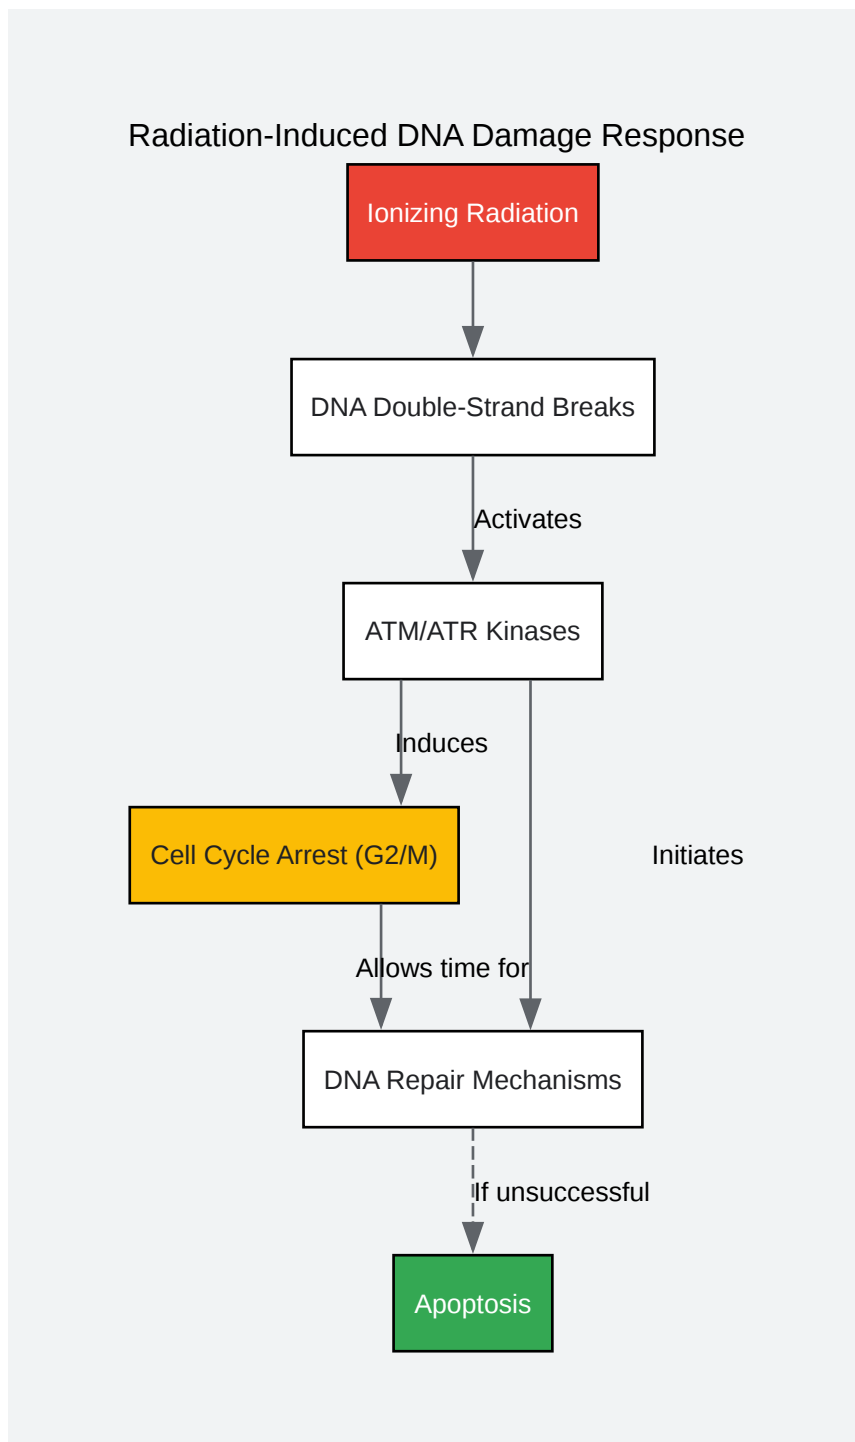 Radiation-Induced DNA Damage Response
Ionizing Radiation
DNA Double-Strand Breaks
Activates
ATM/ATR Kinases
Induces
Cell Cycle Arrest (G2/M)
Initiates
Allows time for
DNA Repair Mechanisms
If unsuccessful
Apoptosis